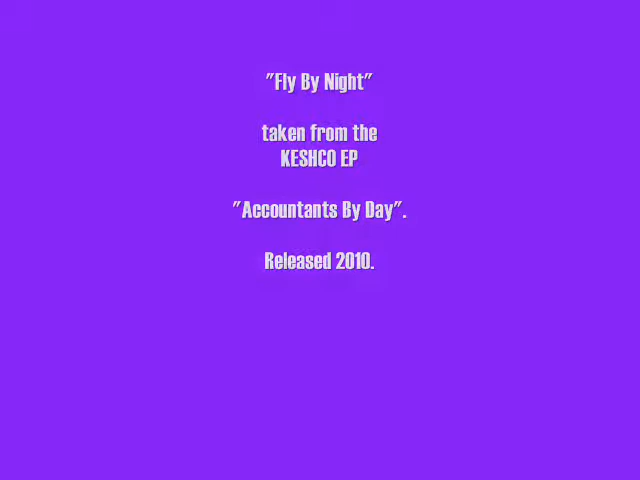 "Fly By Night"
taken from the
KESHCO EP
"Accountants By Day".
Released 2010.